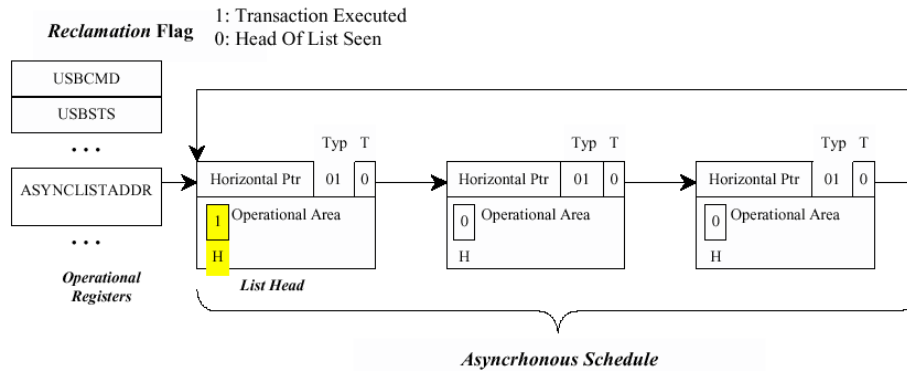 Reclamation Flag
1: Transaction Executed
0: Head Of List Seen
USBCMD
USBSTS
• • •
ASYNCLISTADDR
• • •
Operational
Registers
Typ T
Horizontal Ptr 01 0
1 Operational Area
H
List Head
Typ T
Horizontal Ptr 01 0
0 Operational Area
H
Typ T
Horizontal Ptr 01 0
0 Operational Area
H
Asyncrhonous Schedule